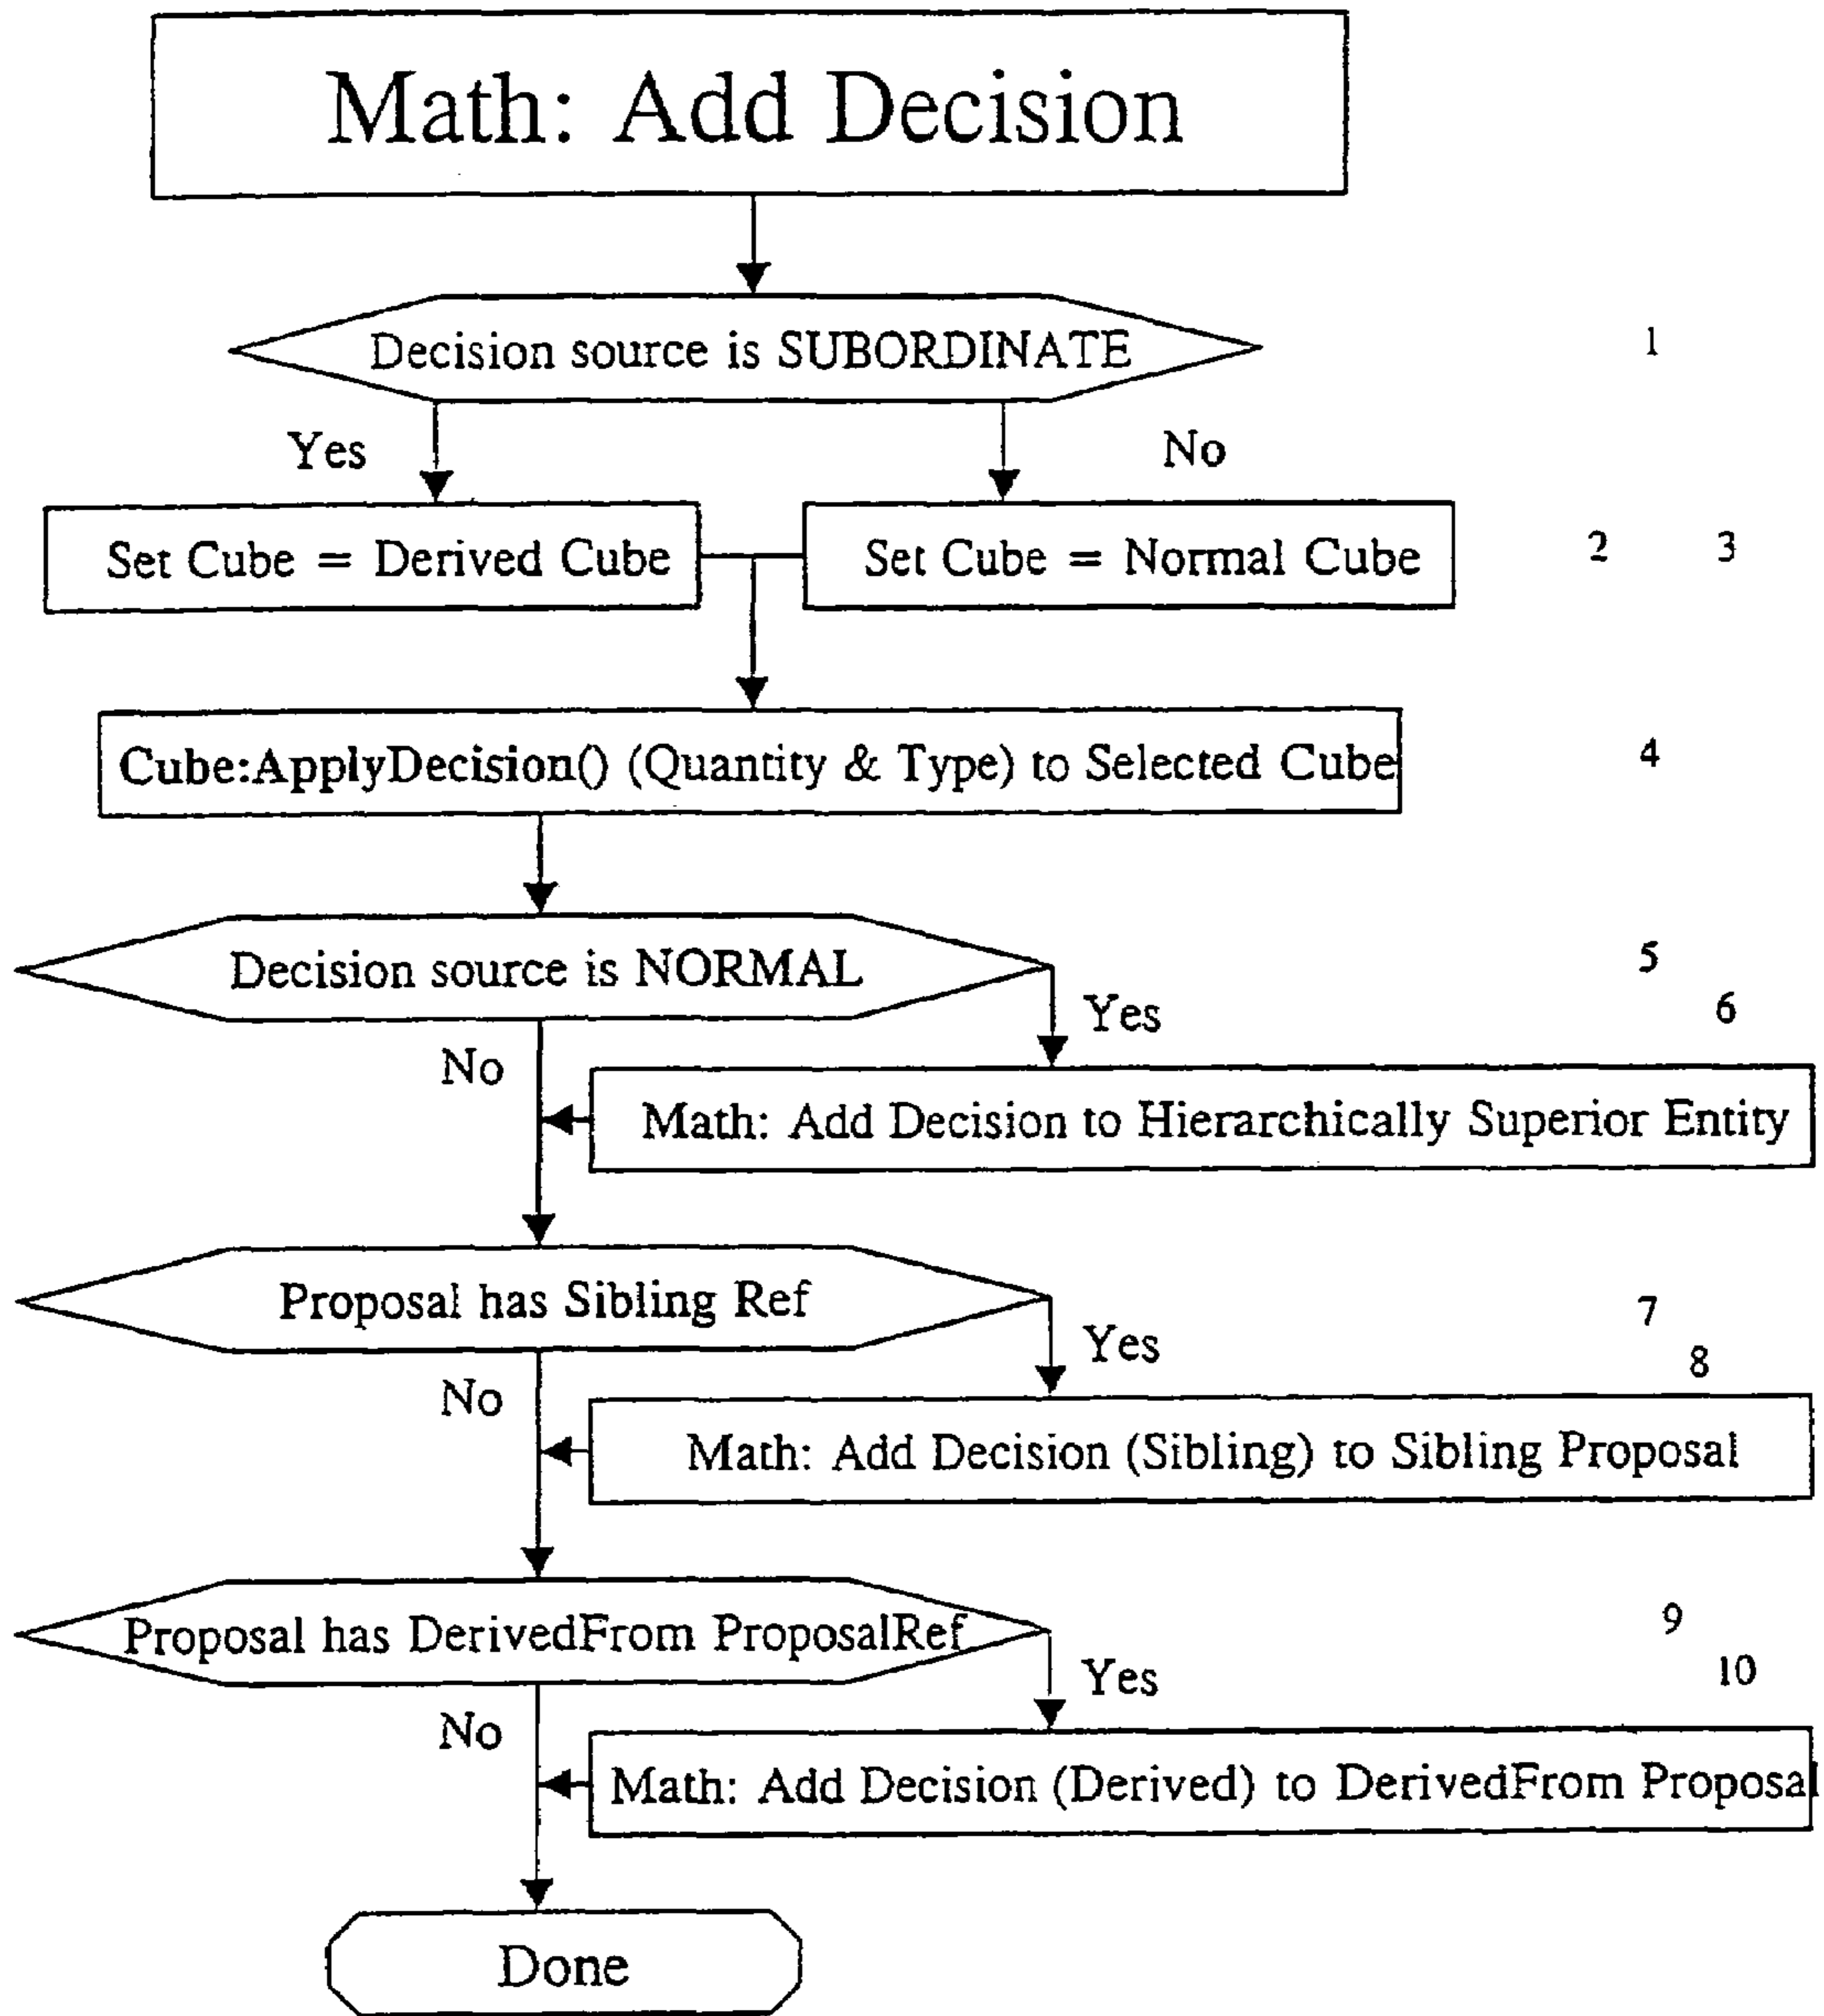 Math: Add Decision
Decision source is SUBORDINATE
1
Yes
No
Set Cube = Derived Cube
Set Cube = Normal Cube
2
3
Cube:ApplyDecision() (Quantity & Type) to Selected Cube
4
Decision source is NORMAL
5
6
Yes
No
Math: Add Decision to Hierarchically Superior Entity
Proposal has Sibling Ref
7
Yes
8
No
Math: Add Decision (Sibling) to Sibling Proposal
Proposal has DerivedFrom ProposalRef
9
Yes
10
No
Math: Add Decision (Derived) to DerivedFrom Proposal
Done